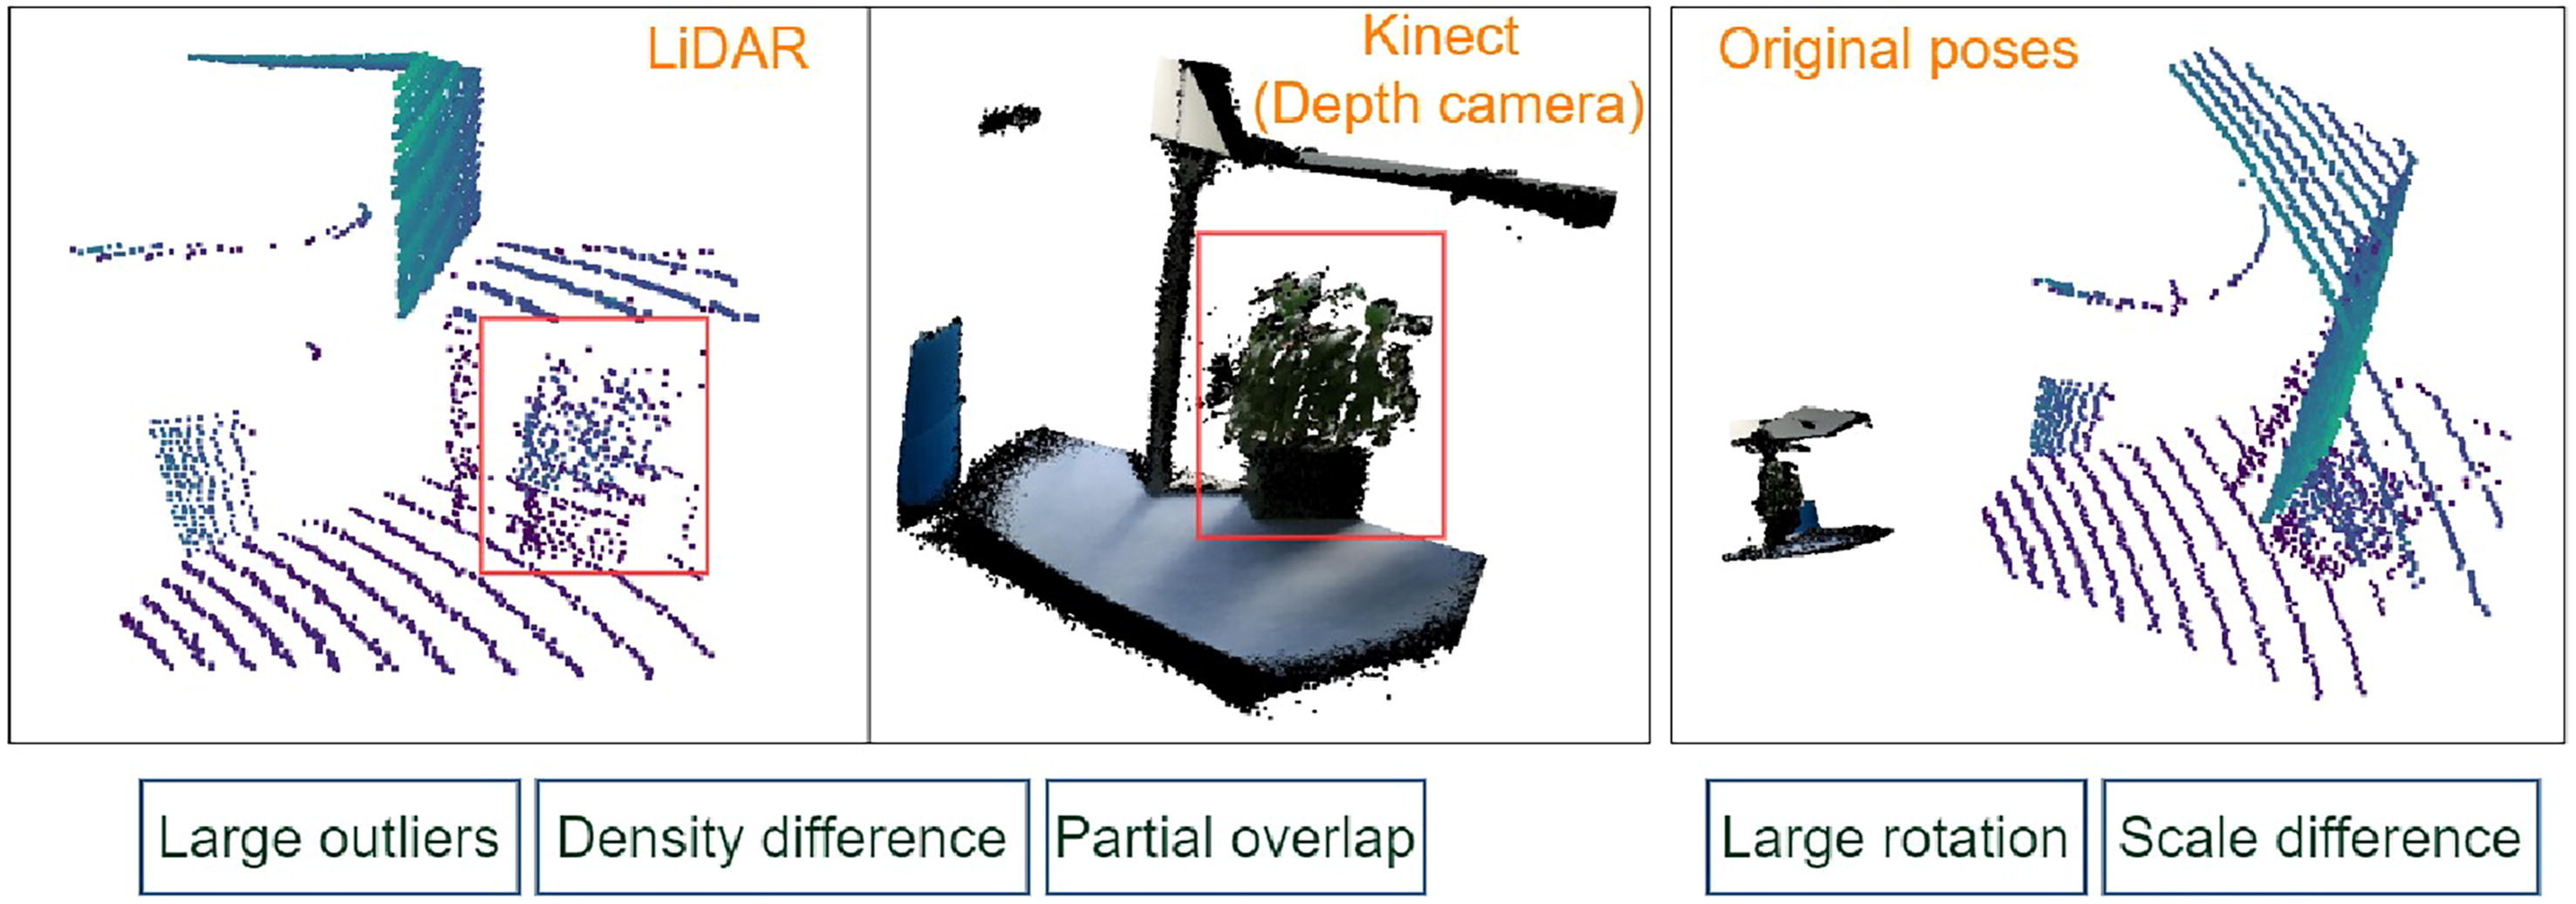 LiDAR
Kinect
(Depth camera)
Original poses
Large outliers
Density difference
Partial overlap
Large rotation
Scale difference